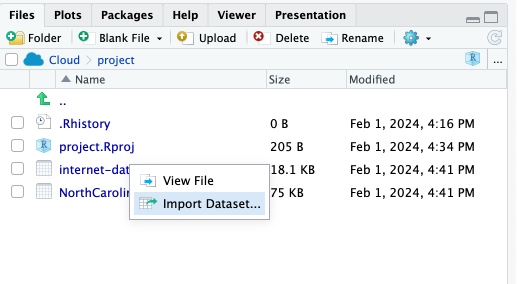 Files Plots Packages Help Viewer Presentation
Folder Blank File Upload Delete Rename
Cloud project R ...
Name Size Modified
..
.Rhistory 0 B Feb 1, 2024, 4:16 PM
R project.Rproj 205 B Feb 1, 2024, 4:34 PM
internet-dat 18.1 KB Feb 1, 2024, 4:41 PM
View File
NorthCarolin 75 KB Feb 1, 2024, 4:41 PM
Import Dataset...